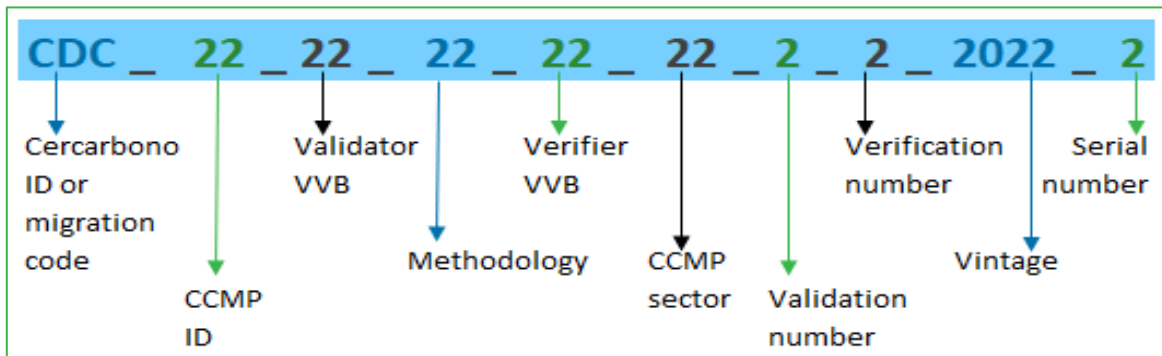 CDC _ 22 _ 22 _ 22 _ 22 _ 22 _ 2 _ 2 _ 2022 _ 2
Cercarbono
ID or
migration
code
CCMP
ID
Validator
VVB
Methodology
Verifier
VVB
CCMP
sector
Validation
number
Verification
number
Vintage
Serial
number